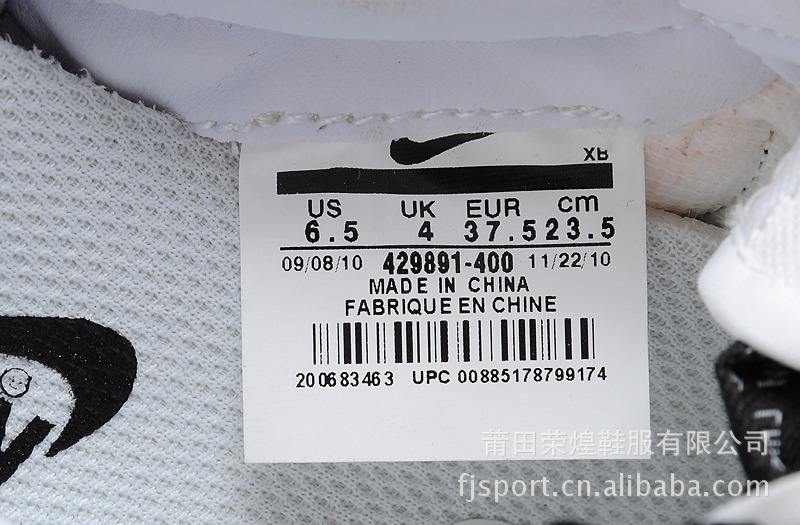 XB
US UK EUR cm
6.5 4 37.5 23.5
09/08/10 429891-400 11/22/10
MADE IN CHINA
FABRIQUE EN CHINE
200683463 UPC 00885178799174
莆田荣煌鞋服有限公司
fjsport.cn.alibaba.com